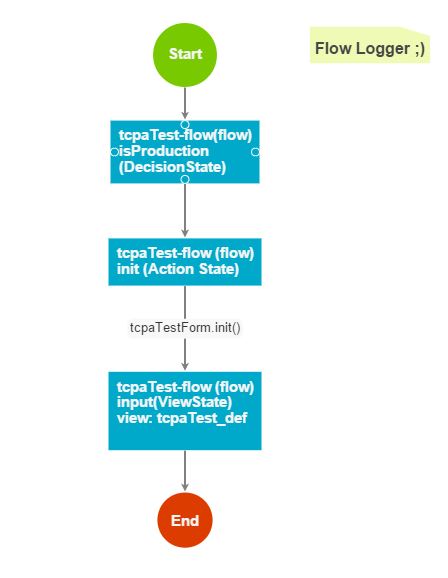 Start
Flow Logger ;)
tcpaTest-flow(flow)
isProduction
(DecisionState)
tcpaTest-flow (flow)
init (Action State)
tcpaTestForm.init()
tcpaTest-flow (flow)
input(ViewState)
view: tcpaTest_def
End